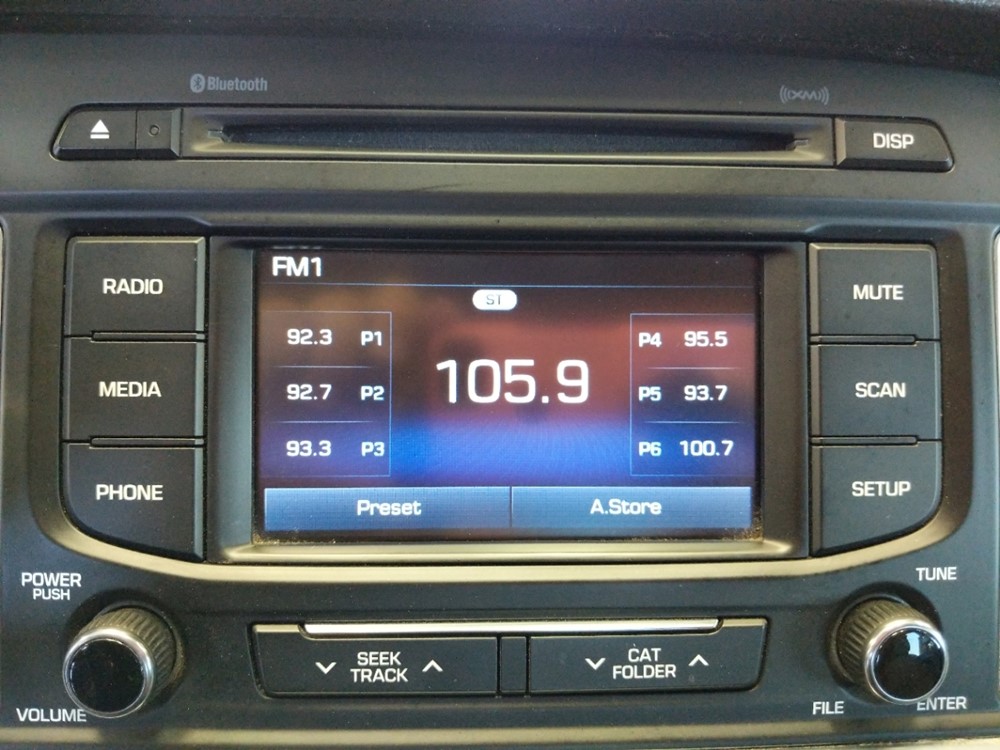 Bluetooth
XM
DISP
RADIO
MEDIA
PHONE
FM1
ST
92.3 P1
92.7 P2
93.3 P3
105.9
P4 95.5
P5 93.7
P6 100.7
Preset
A.Store
MUTE
SCAN
SETUP
POWER
PUSH
VOLUME
SEEK
TRACK
CAT
FOLDER
TUNE
FILE
ENTER